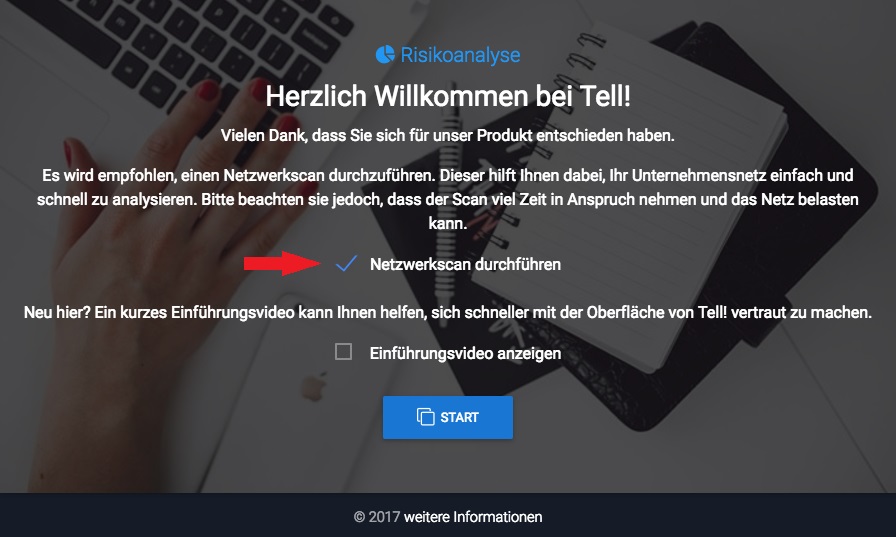 Risikoanalyse
Herzlich Willkommen bei Tell!
Vielen Dank, dass Sie sich für unser Produkt entschieden haben.
Es wird empfohlen, einen Netzwerkscan durchzuführen. Dieser hilft Ihnen dabei, Ihr Unternehmensnetz einfach und
schnell zu analysieren. Bitte beachten sie jedoch, dass der Scan viel Zeit in Anspruch nehmen und das Netz belasten
kann.
Netzwerkscan durchführen
Neu hier? Ein kurzes Einführungsvideo kann Ihnen helfen, sich schneller mit der Oberfläche von Tell! vertraut zu machen.
Einführungsvideo anzeigen
START
© 2017 weitere Informationen